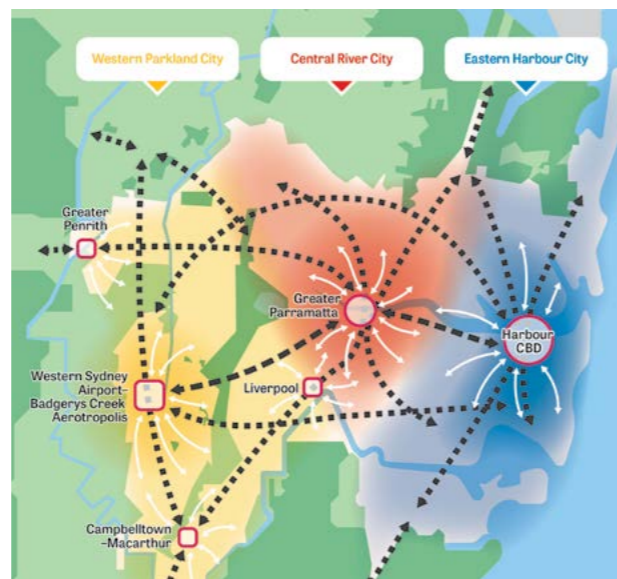 Western Parkland City
Central River City
Eastern Harbour City
Greater
Penrith
Greater
Parramatta
Harbour
CBD
Western Sydney
Airport–
Badgerys Creek
Aerotropolis
Liverpool
Campbelltown
–Macarthur